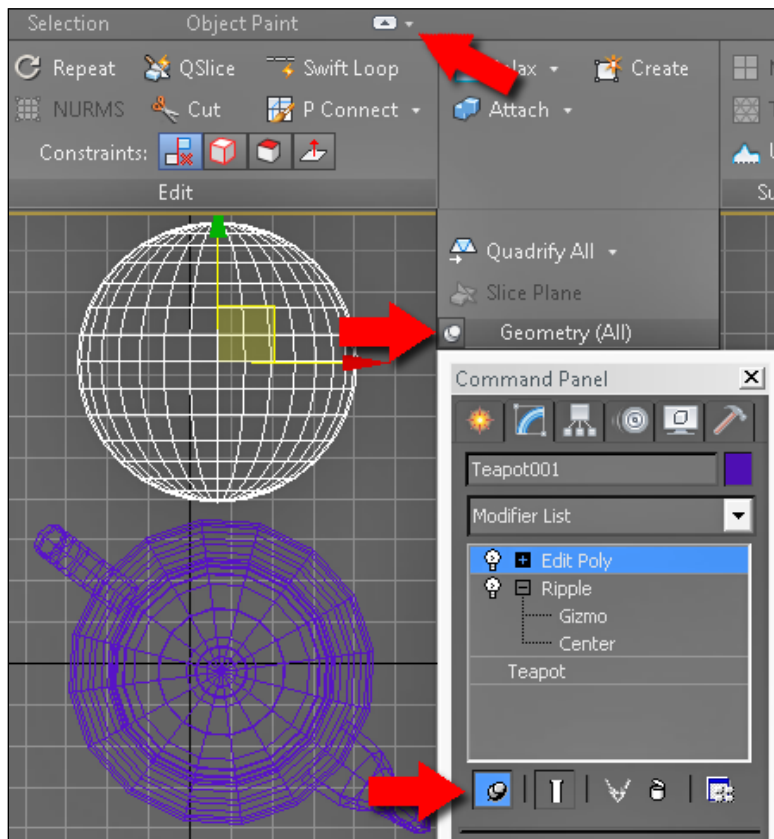 Selection Object Paint
Repeat QSlice Swift Loop Create
NURMS Cut P Connect Attach
Constraints:
Edit
Quadrify All
Slice Plane
Geometry (All)
Command Panel
Teapot001
Modifier List
Edit Poly
Ripple
Gizmo
Center
Teapot